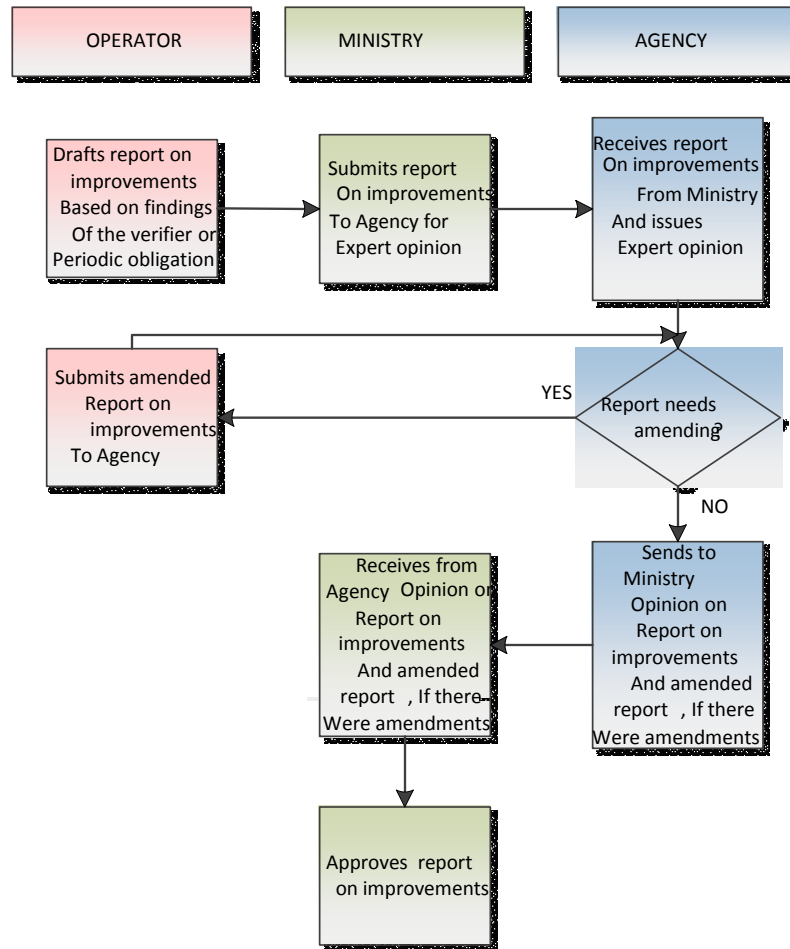 OPERATOR
MINISTRY
AGENCY
Drafts report on
improvements
Based on findings
Of the verifier or
Periodic obligation
Submits report
On improvements
To Agency for
Expert opinion
Receives report
On improvements
From Ministry
And issues
Expert opinion
Submits amended
Report on
improvements
To Agency
YES
Report needs
amending?
NO
Receives from
Agency Opinion on
Report on
improvements
And amended
report , If there
Were amendments
Sends to
Ministry
Opinion on
Report on
improvements
And amended
report , If there
Were amendments
Approves report
on improvements